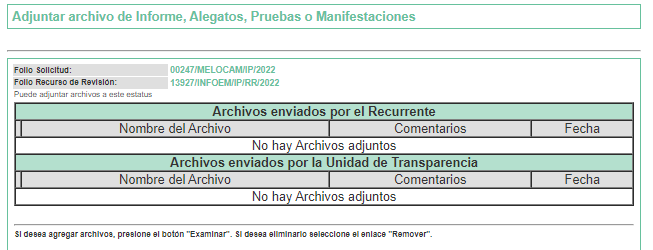 Adjuntar archivo de Informe, Alegatos, Pruebas o Manifestaciones
Folio Solicitud: 00247/MELOCAM/IP/2022
Folio Recurso de Revisión: 13927/INFOEM/IP/RR/2022
Puede adjuntar archivos a este estatus
Archivos enviados por el Recurrente
Nombre del Archivo Comentarios Fecha
No hay Archivos adjuntos
Archivos enviados por la Unidad de Transparencia
Nombre del Archivo Comentarios Fecha
No hay Archivos adjuntos
Si desea agregar archivos, presione el botón "Examinar". Si desea eliminarlo seleccione el enlace "Remover".